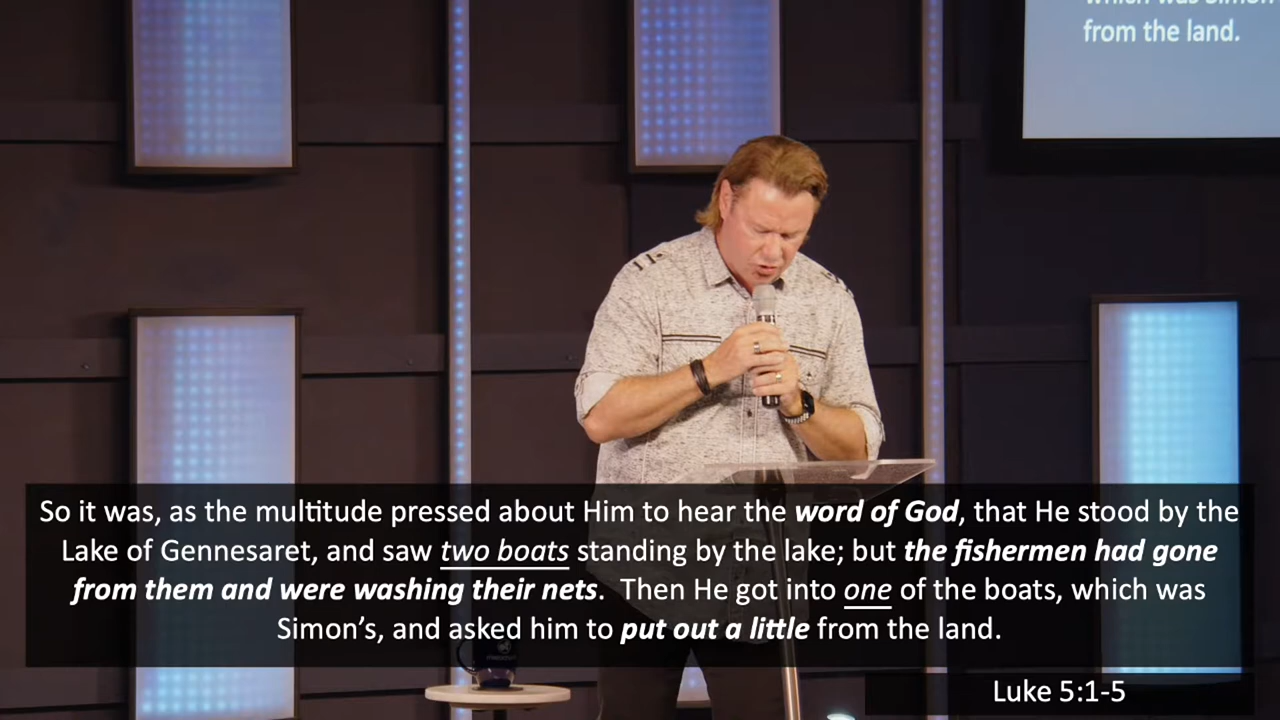 which was Simon
from the land.
So it was, as the multitude pressed about Him to hear the word of God, that He stood by the
Lake of Gennesaret, and saw two boats standing by the lake; but the fishermen had gone
from them and were washing their nets. Then He got into one of the boats, which was
Simon’s, and asked him to put out a little from the land.
Luke 5:1-5